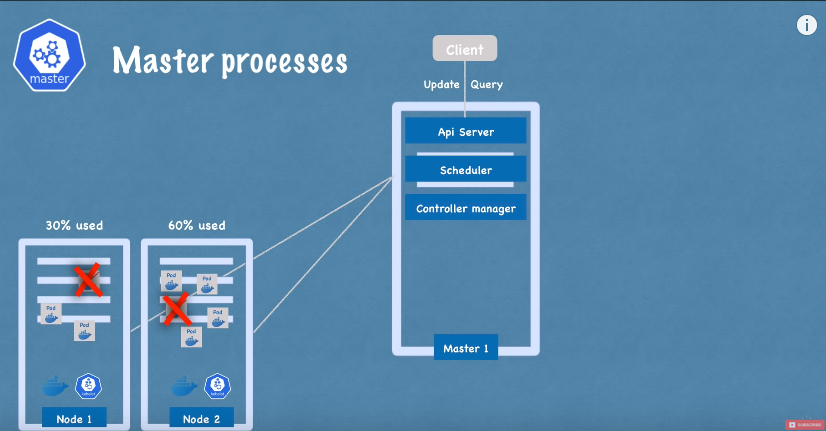 master
Master processes
i
Client
Update Query
Api Server
Scheduler
Controller manager
Master 1
30% used
60% used
Pod
Pod
Pod
Pod
Pod
Pod
kubelet
kubelet
Node 1
Node 2
SUBSCRIBE